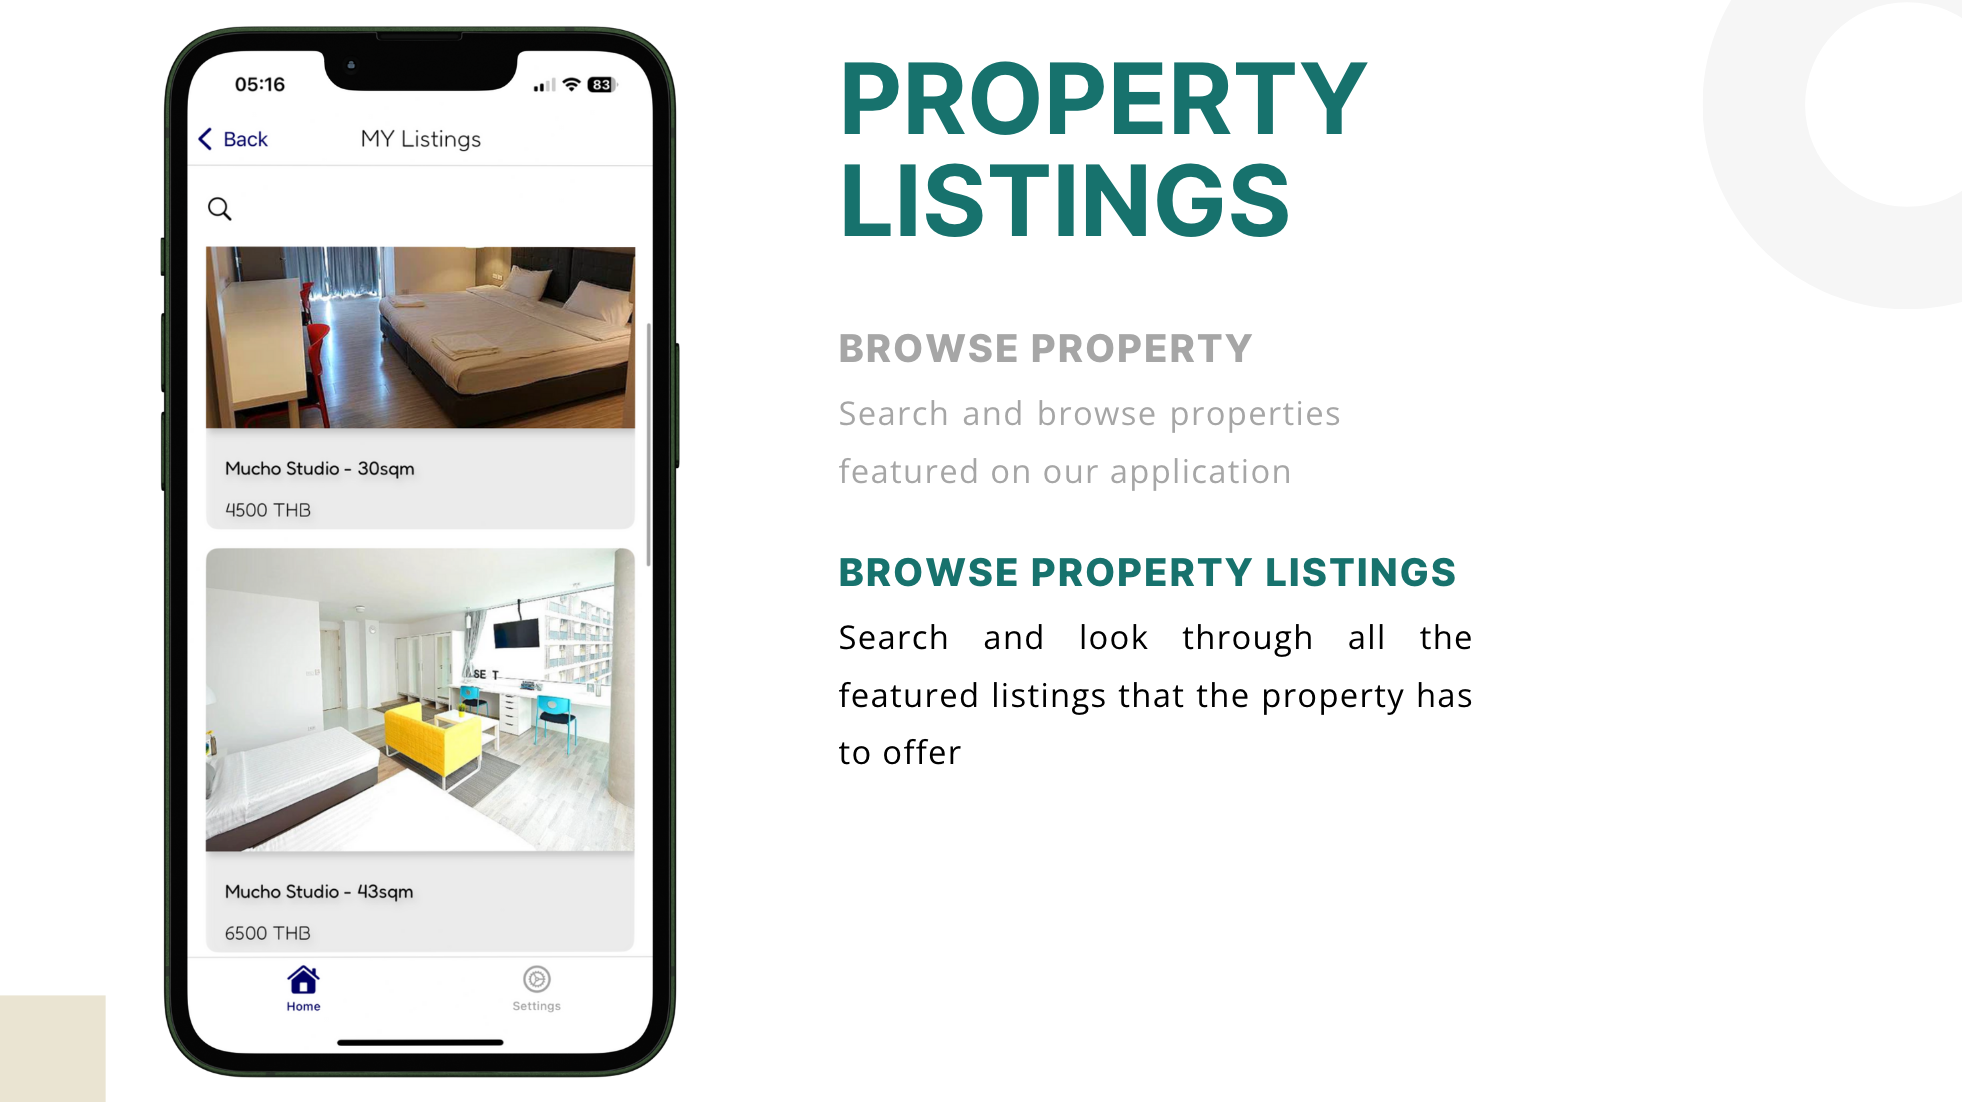 05:16
83
Back
MY Listings
Mucho Studio - 30sqm
4500 THB
SE T
Mucho Studio - 43sqm
6500 THB
Home
Settings
PROPERTY
LISTINGS
BROWSE PROPERTY
Search and browse properties
featured on our application
BROWSE PROPERTY LISTINGS
Search and look through all the
featured listings that the property has
to offer